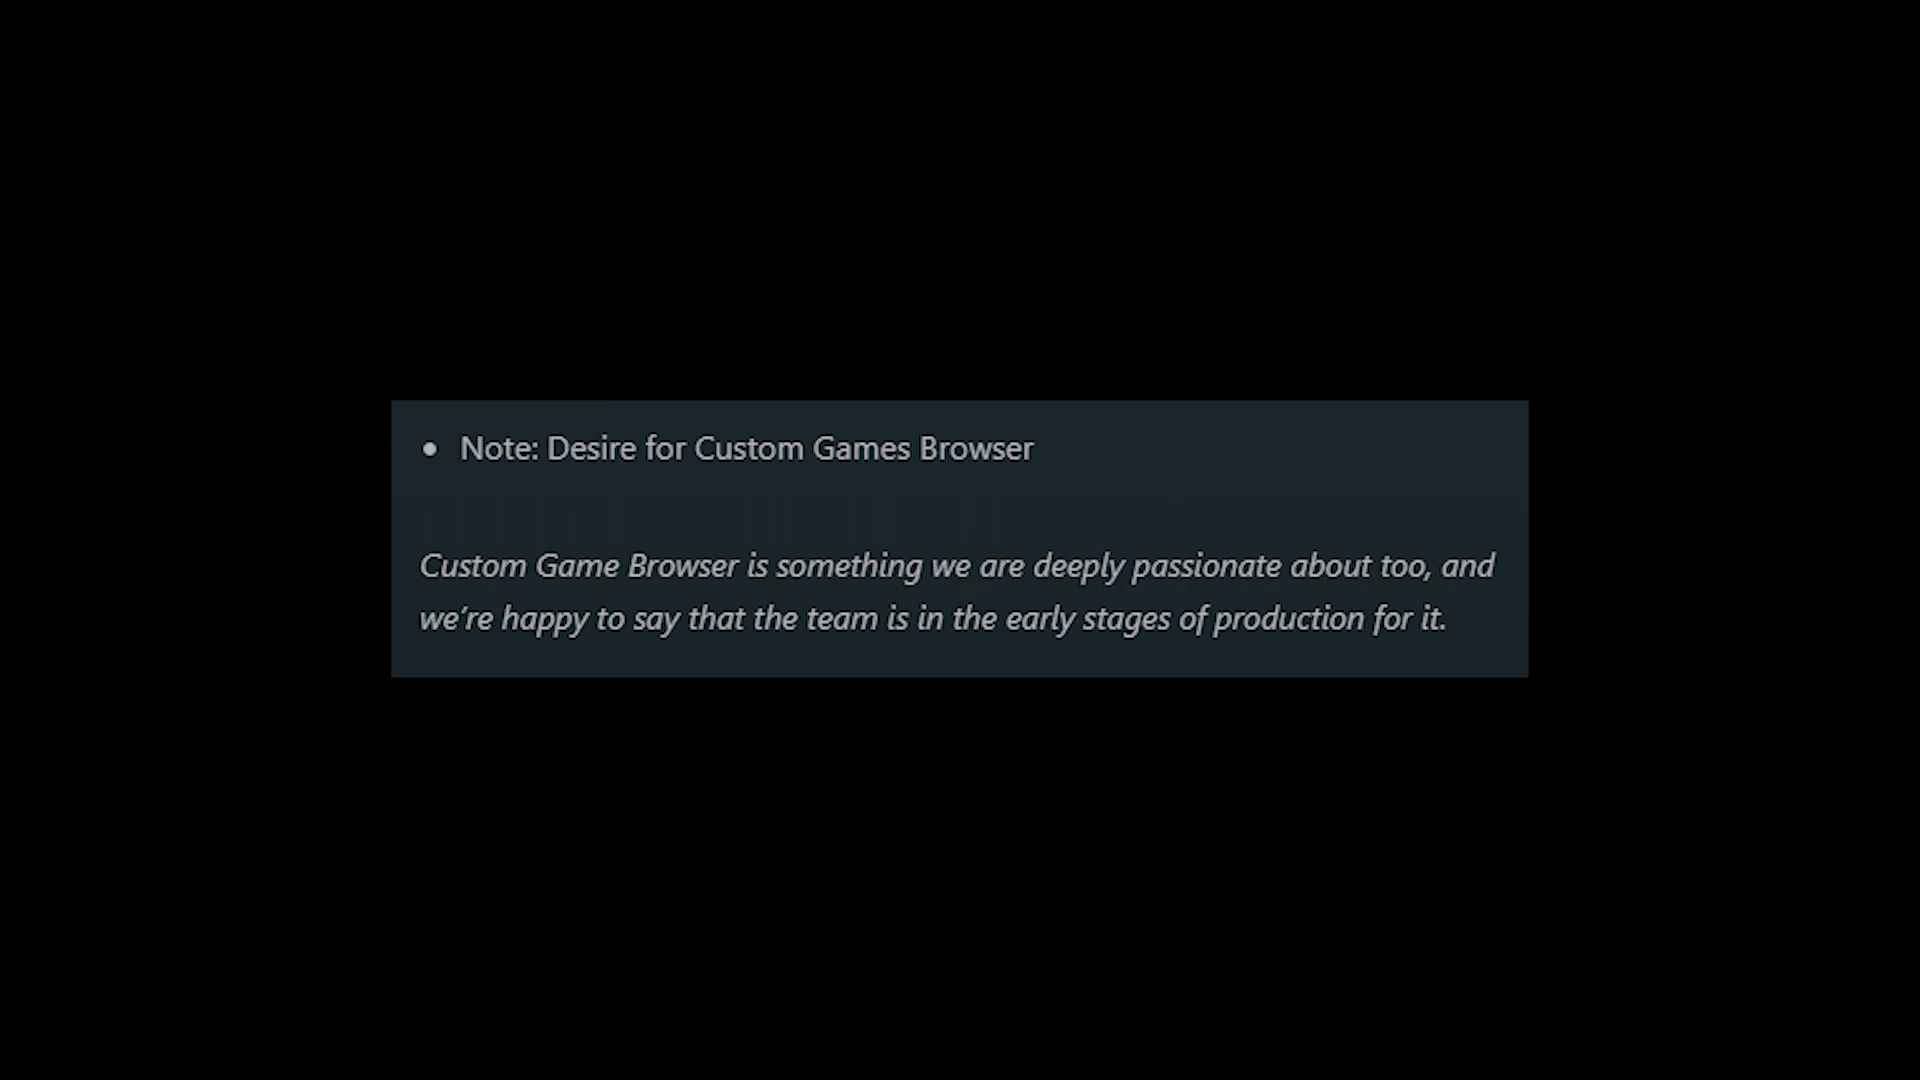 • Note: Desire for Custom Games Browser
Custom Game Browser is something we are deeply passionate about too, and
we’re happy to say that the team is in the early stages of production for it.